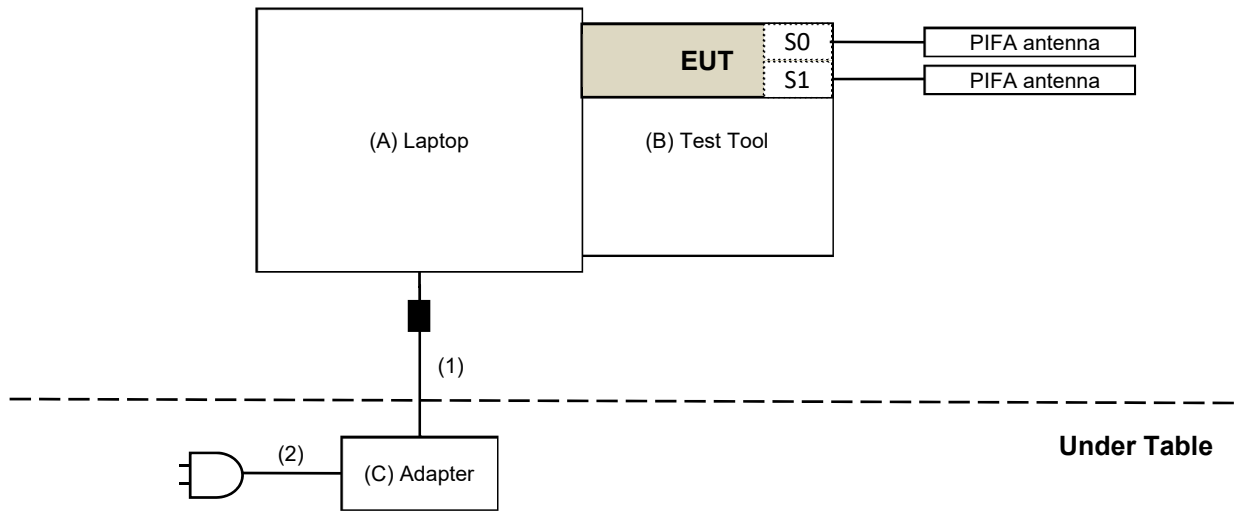 S0
PIFA antenna
EUT
S1
PIFA antenna
(A) Laptop
(B) Test Tool
(1)
Under Table
(2)
(C) Adapter